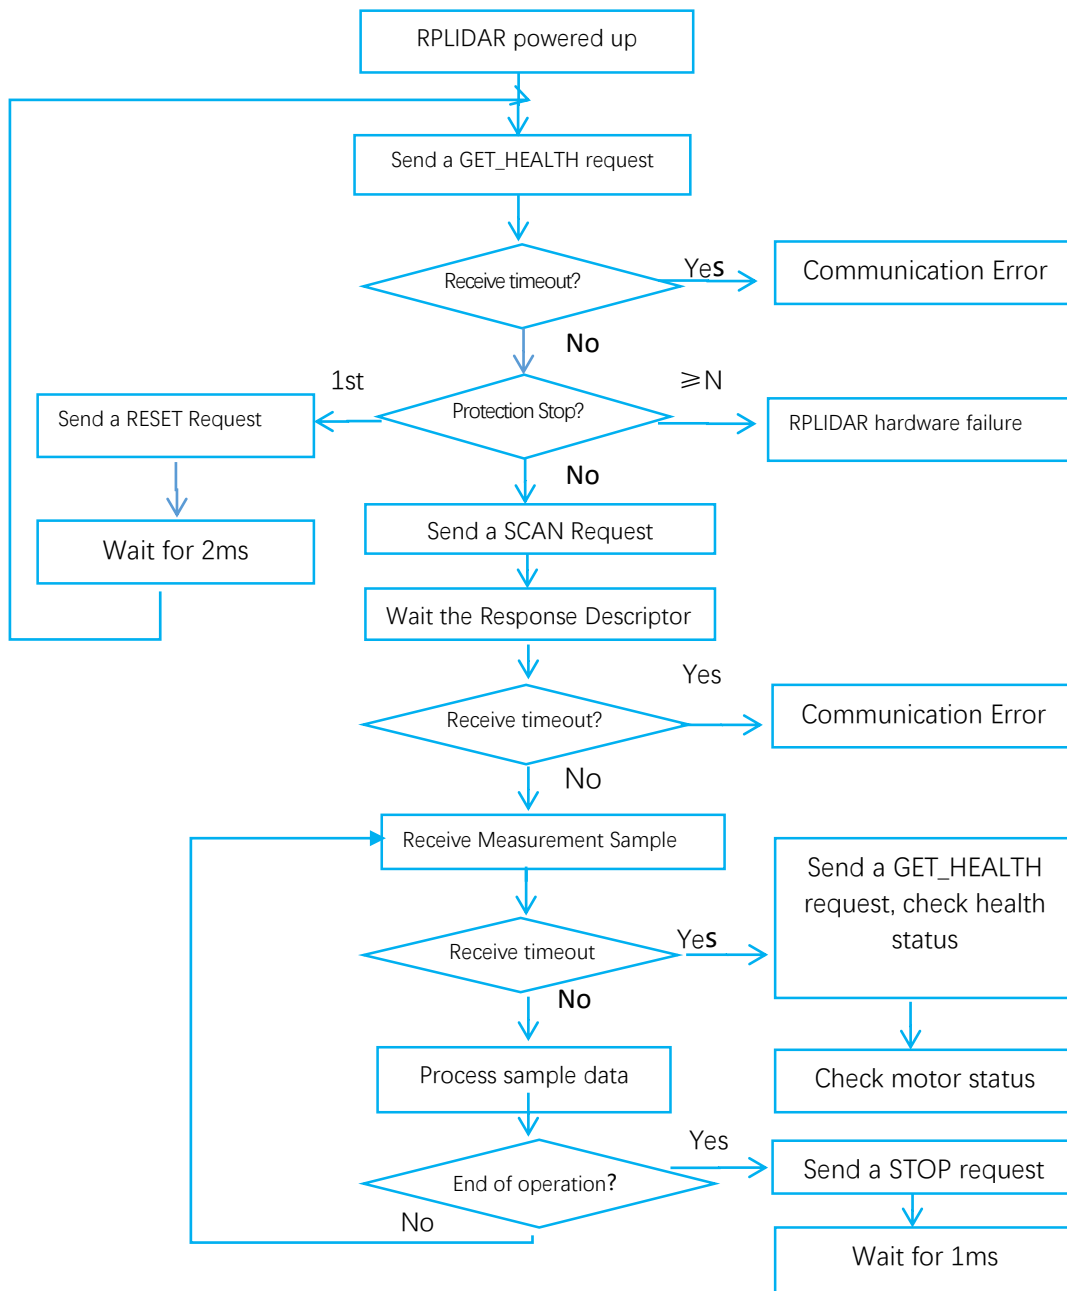 RPLIDAR powered up
Send a GET_HEALTH request
Receive timeout?
Yes
Communication Error
No
1st
≥N
Send a RESET Request
Protection Stop?
RPLIDAR hardware failure
No
Send a SCAN Request
Wait for 2ms
Wait the Response Descriptor
Yes
Receive timeout?
Communication Error
No
Receive Measurement Sample
Send a GET_HEALTH
request, check health
status
Receive timeout
Yes
No
Process sample data
Check motor status
Yes
End of operation?
Send a STOP request
No
Wait for 1ms